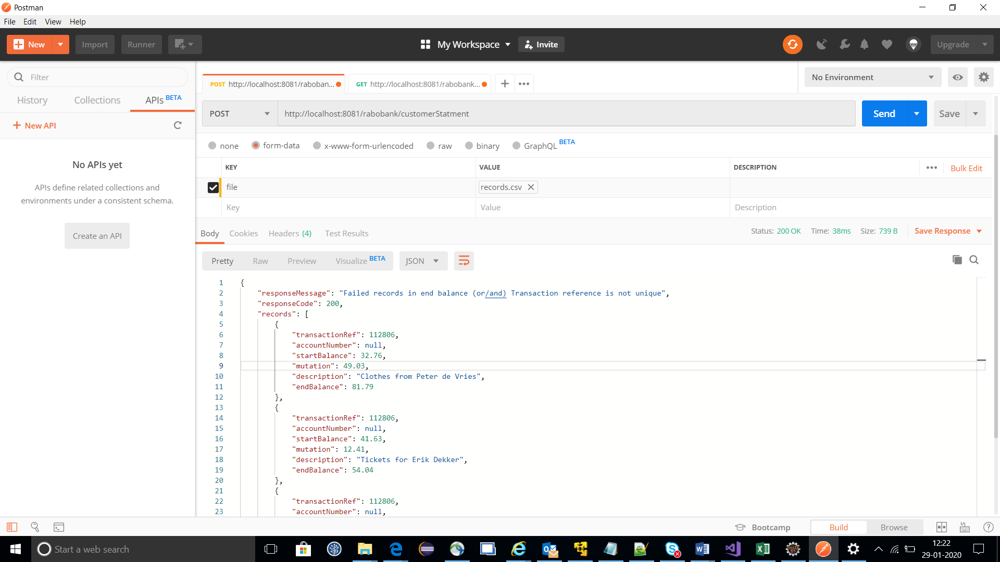 Postman
File Edit View Help
New Import Runner My Workspace Invite Upgrade
Filter
History Collections APIs BETA
+ New API
No APIs yet
APIs define related collections and
environments under a consistent schema.
Create an API
POST http://localhost:8081/raboban... GET http://localhost:8081/rabobank... + ••• No Environment
POST http://localhost:8081/rabobank/customerStatment Send Save
none form-data x-www-form-urlencoded raw binary GraphQL BETA
KEY VALUE DESCRIPTION ••• Bulk Edit
file records.csv
Key Value Description
Body Cookies Headers (4) Test Results Status: 200 OK Time: 38ms Size: 739 B Save Response
Pretty Raw Preview Visualize BETA JSON
1 {
2 "responseMessage": "Failed records in end balance (or/and) Transaction reference is not unique",
3 "responseCode": 200,
4 "records": [
5 {
6 "transactionRef": 112806,
7 "accountNumber": null,
8 "startBalance": 32.76,
9 "mutation": 49.03,
10 "description": "Clothes from Peter de Vries",
11 "endBalance": 81.79
12 },
13 {
14 "transactionRef": 112806,
15 "accountNumber": null,
16 "startBalance": 41.63,
17 "mutation": 12.41,
18 "description": "Tickets for Erik Dekker",
19 "endBalance": 54.04
20 },
21 {
22 "transactionRef": 112806,
23 "accountNumber": null,
Bootcamp Build Browse
Start a web search
12:22
29-01-2020